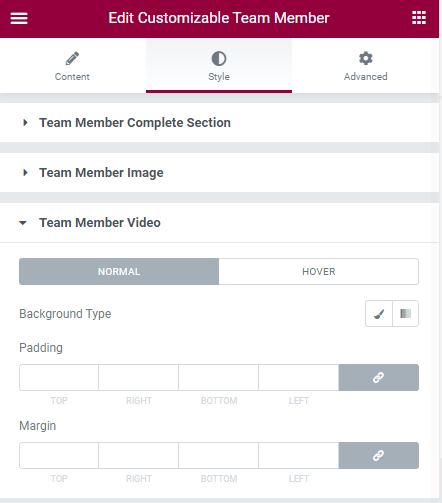 Edit Customizable Team Member
Content Style Advanced
Team Member Complete Section
Team Member Image
Team Member Video
NORMAL HOVER
Background Type
Padding
TOP RIGHT BOTTOM LEFT
Margin
TOP RIGHT BOTTOM LEFT